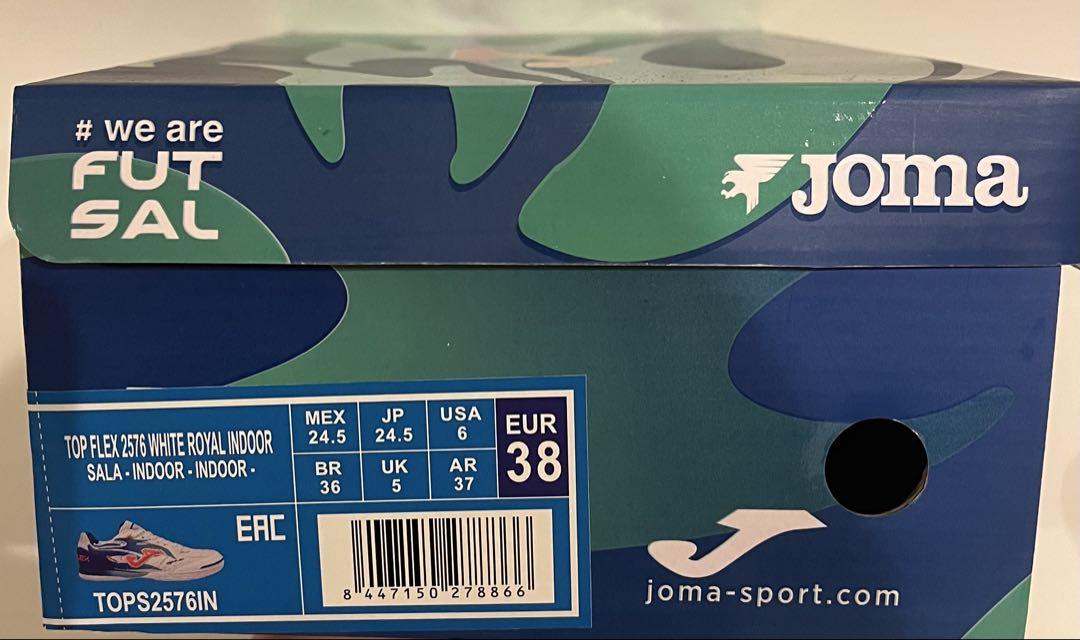 # we are
FUT
SAL
JOMA
TOP FLEX 2576 WHITE ROYAL INDOOR
SALA - INDOOR - INDOOR -
MEX
24.5
JP
24.5
USA
6
EUR
38
BR
36
UK
5
AR
37
EAC
TOPS2576IN
8 447150 278866
joma-sport.com